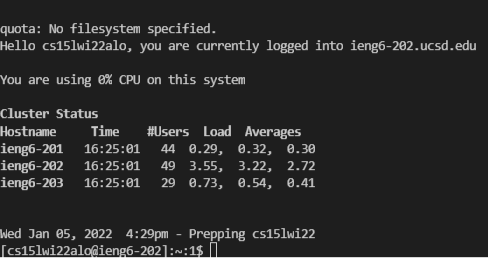 quota: No filesystem specified.
Hello cs15lwi22alo, you are currently logged into ieng6-202.ucsd.edu
You are using 0% CPU on this system
Cluster Status
Hostname     Time    #Users  Load  Averages
ieng6-201   16:25:01   44  0.29,  0.32,  0.30
ieng6-202   16:25:01   49  3.55,  3.22,  2.72
ieng6-203   16:25:01   29  0.73,  0.54,  0.41
Wed Jan 05, 2022  4:29pm - Prepping cs15lwi22
[cs15lwi22alo@ieng6-202]:~:1$